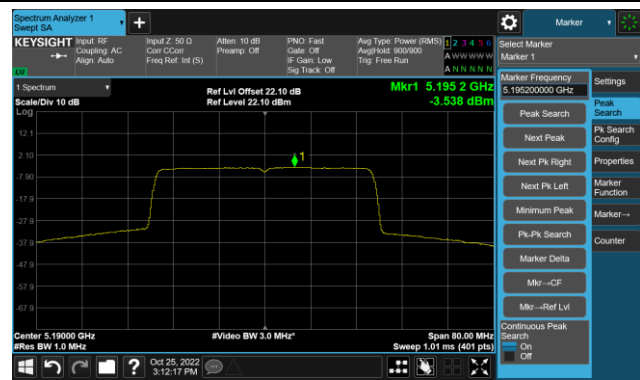 Spectrum Analyzer 1
Swept SA
Marker
KEYSIGHT
Input: RF
Coupling: AC
Align: Auto
Input Z: 50 Ω
Corr CCorr
Freq Ref: Int (S)
Atten: 10 dB
Preamp: Off
PNO: Fast
Gate: Off
IF Gain: Low
Sig Track: Off
Avg Type: Power (RMS)
Avg|Hold: 900/900
Trig: Free Run
1 2 3 4 5 6
A W W W W W
A N N N N N
Select Marker
Marker 1
LW
1 Spectrum
Scale/Div 10 dB
Log
Ref Lvl Offset 22.10 dB
Ref Level 22.10 dBm
Mkr1 5.195 2 GHz
-3.538 dBm
12.1
2.10
-7.90
-17.9
-27.9
-37.9
-47.9
-57.9
-67.9
1
Center 5.19000 GHz
#Res BW 1.0 MHz
#Video BW 3.0 MHz*
Span 80.00 MHz
Sweep 1.01 ms (401 pts)
Marker Frequency
5.195200000 GHz
Peak Search
Next Peak
Next Pk Right
Next Pk Left
Minimum Peak
Pk-Pk Search
Marker Delta
Mkr→CF
Mkr→Ref Lvl
Continuous Peak
Search
On
Off
Settings
Peak
Search
Pk Search
Config
Properties
Marker
Function
Marker→
Counter
?
Oct 25, 2022
3:12:17 PM